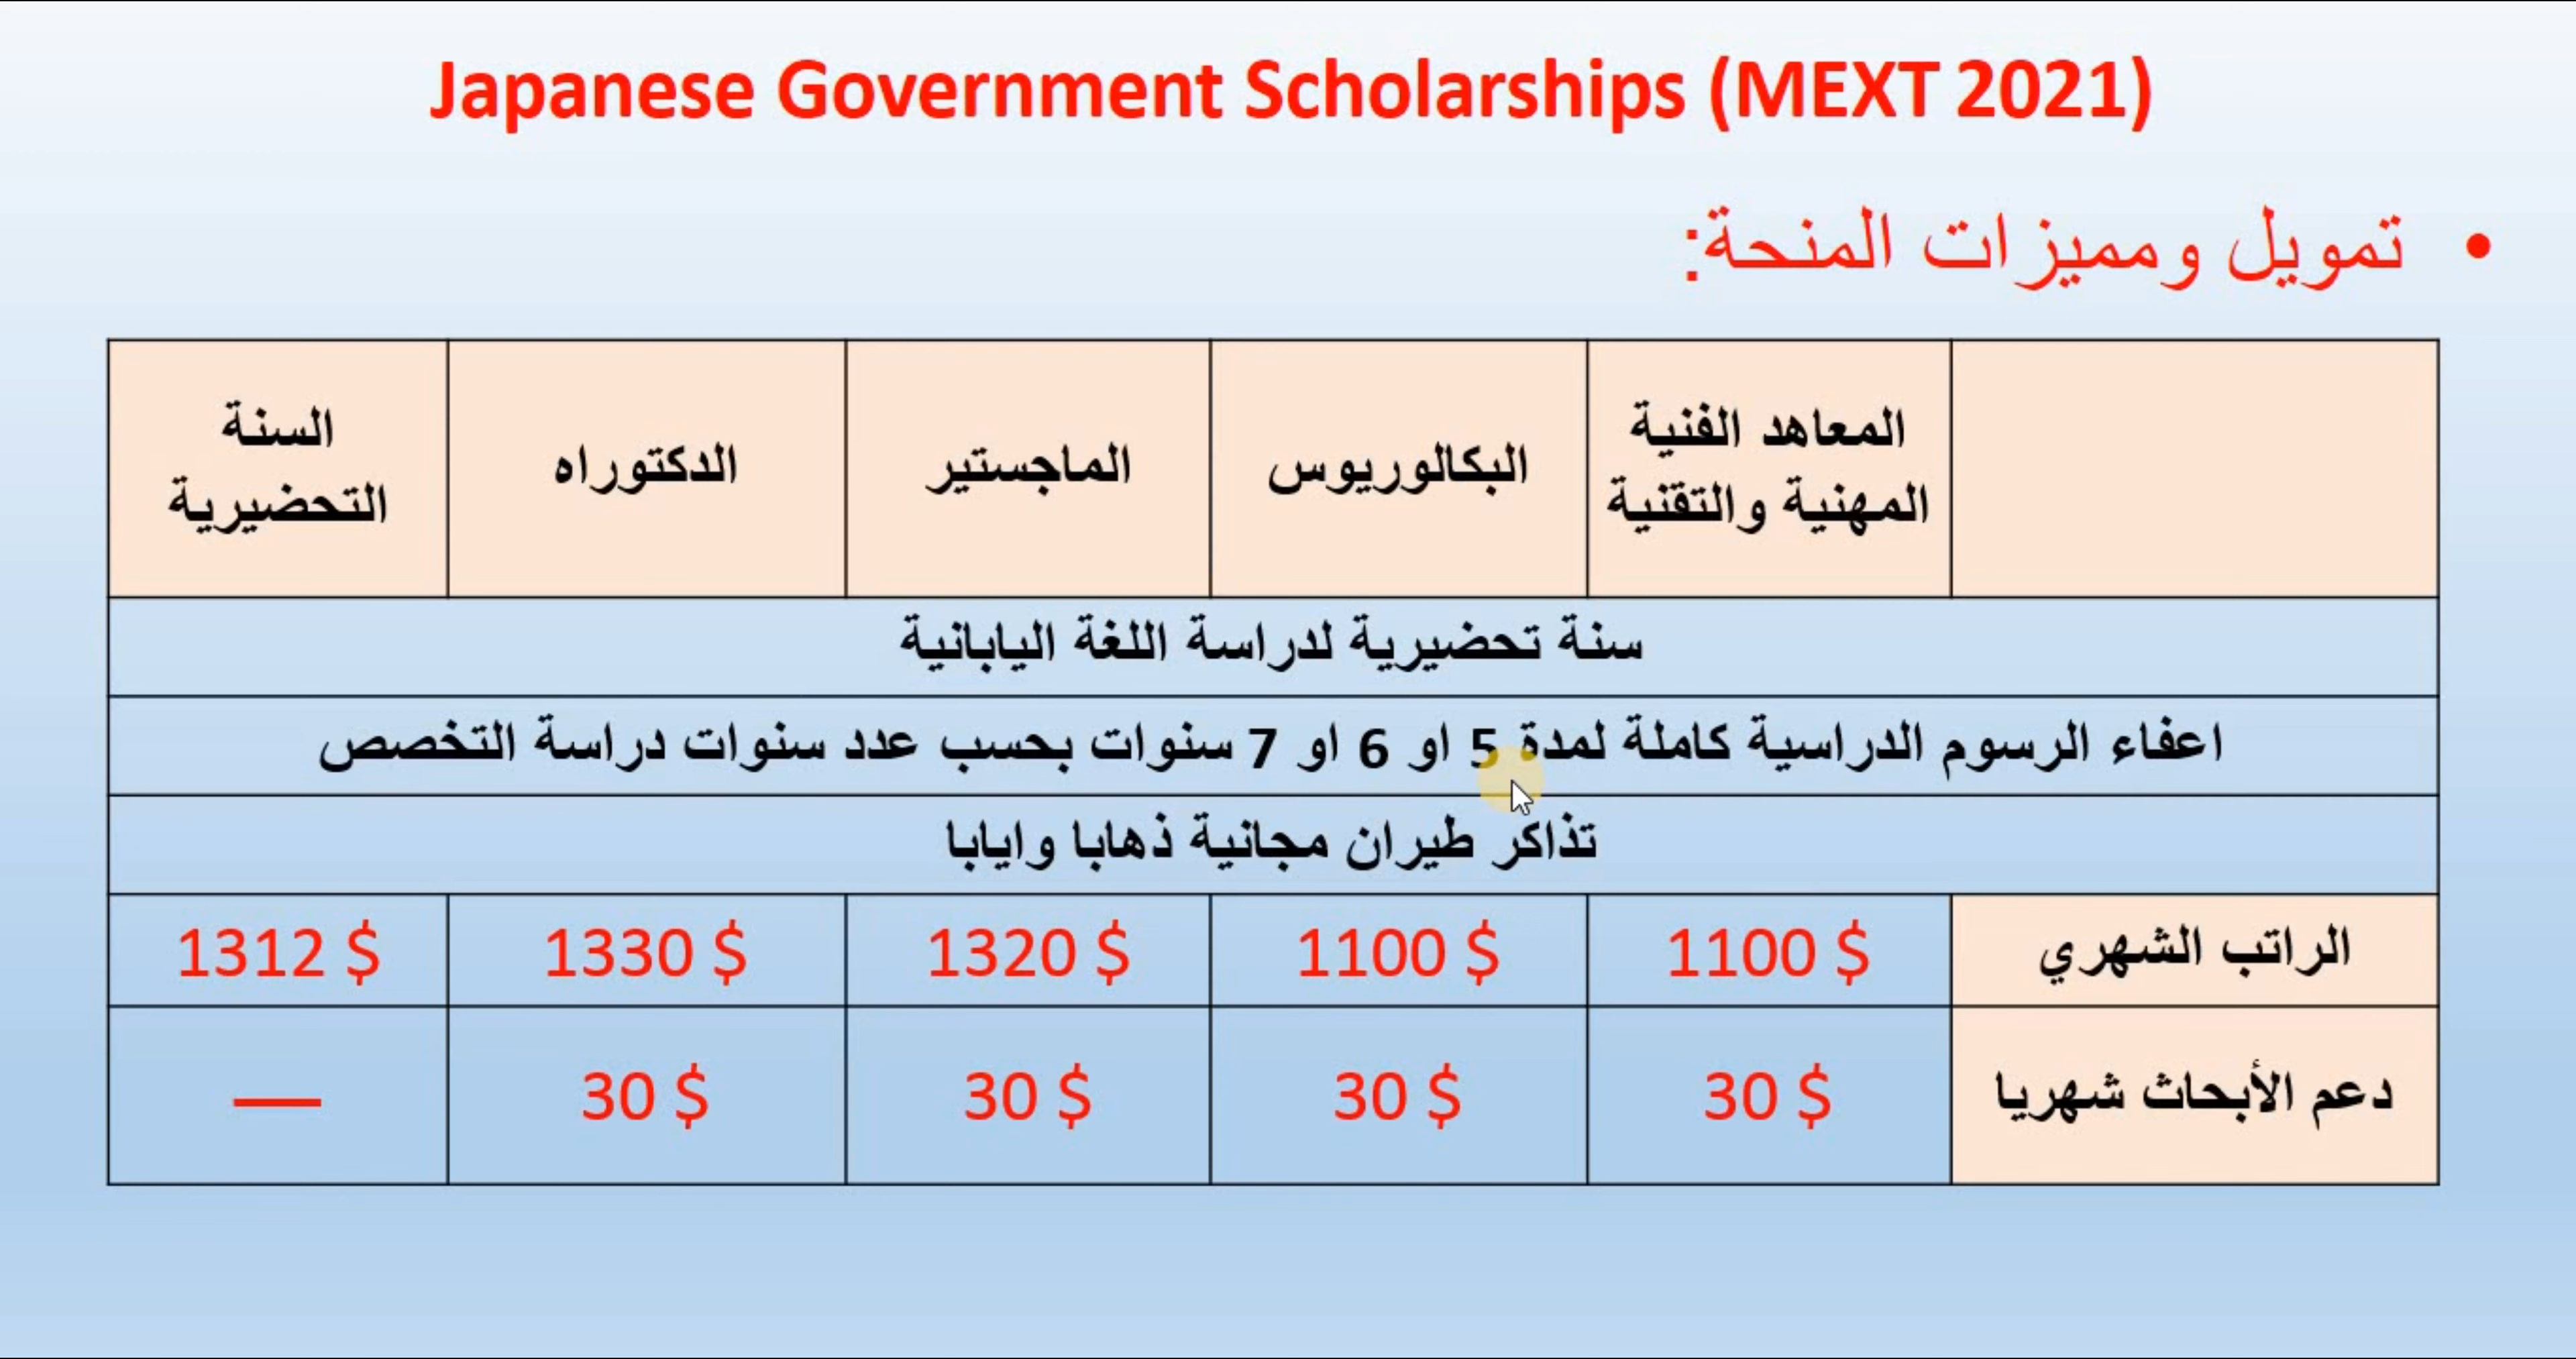 Japanese Government Scholarships (MEXT 2021)
• تمويل ومميزات المنحة:
المعاهد الفنية
المهنية والتقنية
البكالوريوس
الماجستير
الدكتوراه
السنة
التحضيرية
سنة تحضيرية لدراسة اللغة اليابانية
اعفاء الرسوم الدراسية كاملة لمدة 5 او 6 او 7 سنوات بحسب عدد سنوات دراسة التخصص
تذاكر طيران مجانية ذهابا وايابا
الراتب الشهري
1100 $
1100 $
1320 $
1330 $
1312 $
دعم الأبحاث شهريا
30 $
30 $
30 $
30 $
—